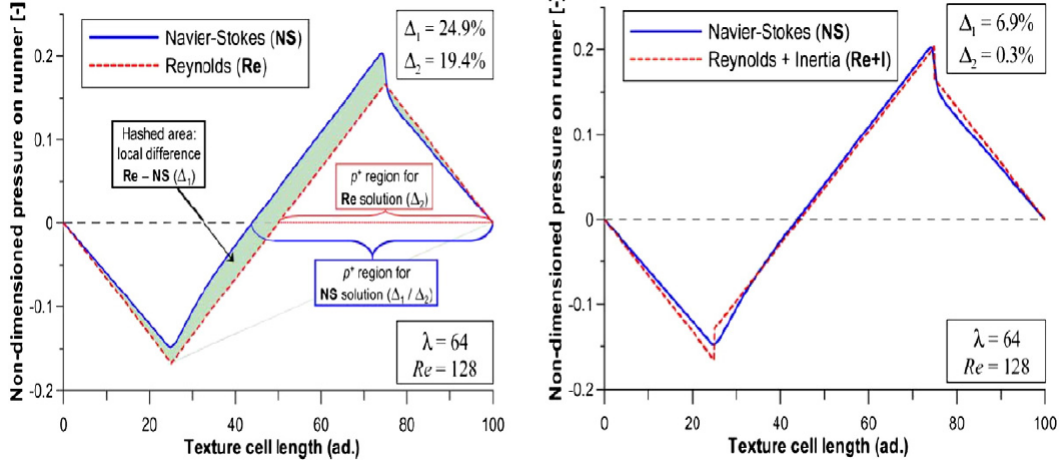 Non-dimensioned pressure on runner [-]
0.2
0.1
0
-0.1
-0.2
Navier-Stokes (NS)
Reynolds (Re)
Δ1 = 24.9%
Δ2 = 19.4%
Hashed area:
local difference
Re – NS (Δ1)
p+ region for
Re solution (Δ2)
p+ region for
NS solution (Δ1 / Δ2)
λ = 64
Re = 128
0 20 40 60 80 100
Texture cell length (ad.)
Non-dimensioned pressure on runner [-]
0.2
0.1
0
-0.1
-0.2
Navier-Stokes (NS)
Reynolds + Inertia (Re+I)
Δ1 = 6.9%
Δ2 = 0.3%
λ = 64
Re = 128
0 20 40 60 80 100
Texture cell length (ad.)